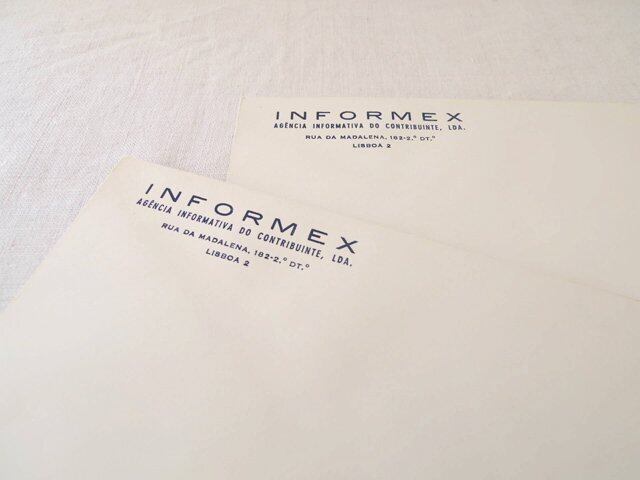 INFORMEX
AGÊNCIA INFORMATIVA DO CONTRIBUINTE, LDA.
RUA DA MADALENA, 182-2.º DT.º
LISBOA 2
INFORMEX
AGÊNCIA INFORMATIVA DO CONTRIBUINTE, LDA.
RUA DA MADALENA, 182-2.º DT.º
LISBOA 2